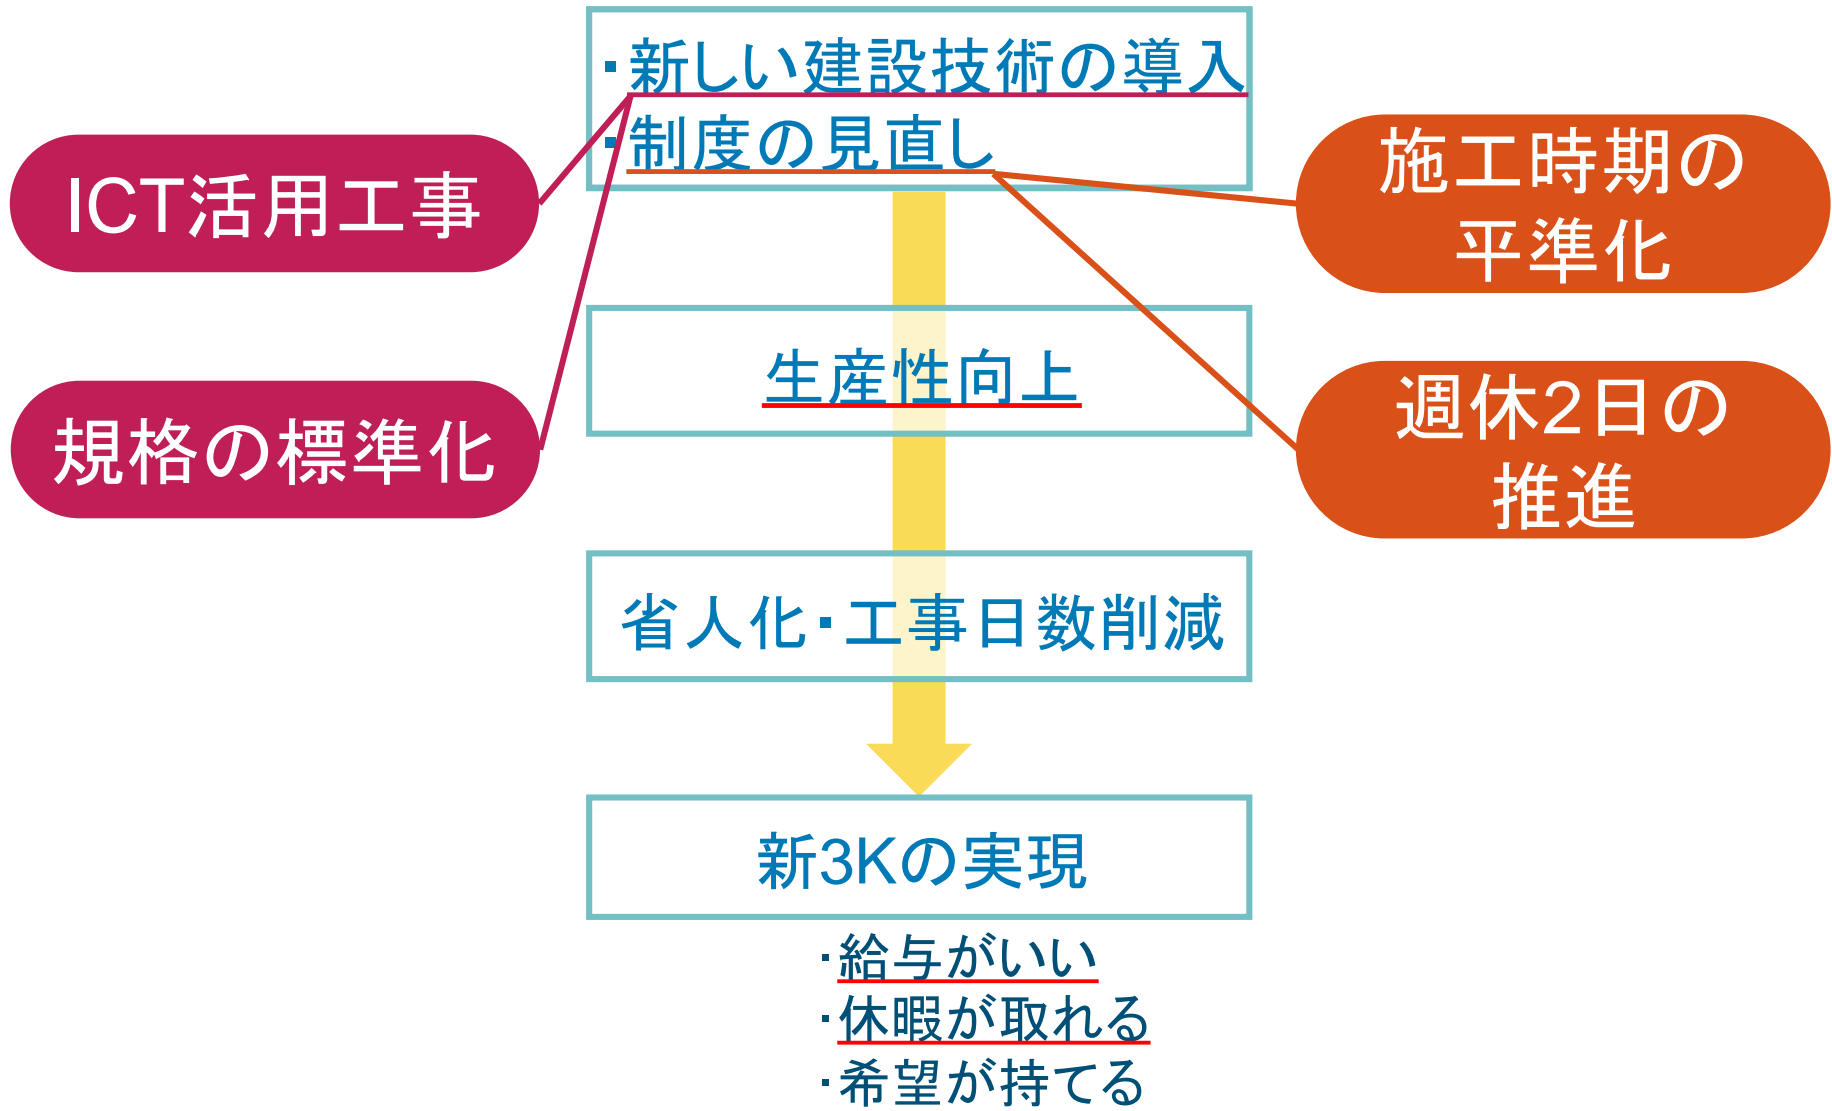 ・新しい建設技術の導入
・制度の見直し
ICT活用工事
規格の標準化
施工時期の
平準化
週休2日の
推進
生産性向上
省人化・工事日数削減
新3Kの実現
・給与がいい
・休暇が取れる
・希望が持てる